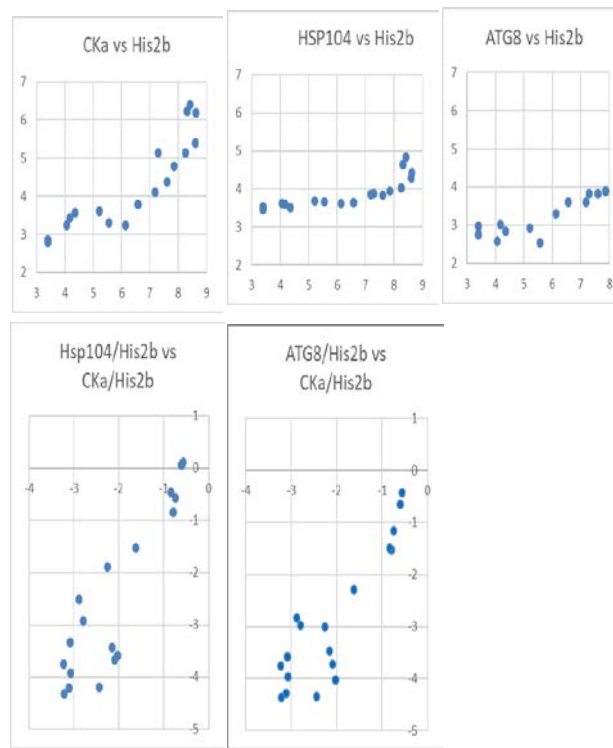 CKa vs His2b
7
6
5
4
3
2
3 4 5 6 7 8 9
HSP104 vs His2b
7
6
5
4
3
2
3 4 5 6 7 8 9
ATG8 vs His2b
7
6
5
4
3
2
3 4 5 6 7 8
Hsp104/His2b vs
CKa/His2b
1
0
-4 -3 -2 -1 0
-1
-2
-3
-4
-5
ATG8/His2b vs
CKa/His2b
1
0
-4 -3 -2 -1 0
-1
-2
-3
-4
-5